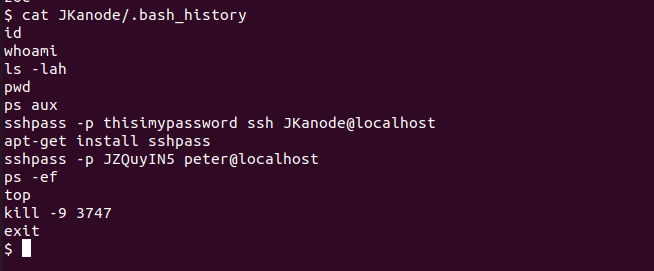 $ cat JKanode/.bash_history
id
whoami
ls -lah
pwd
ps aux
sshpass -p thisimypassword ssh JKanode@localhost
apt-get install sshpass
sshpass -p JZQuyIN5 peter@localhost
ps -ef
top
kill -9 3747
exit
$